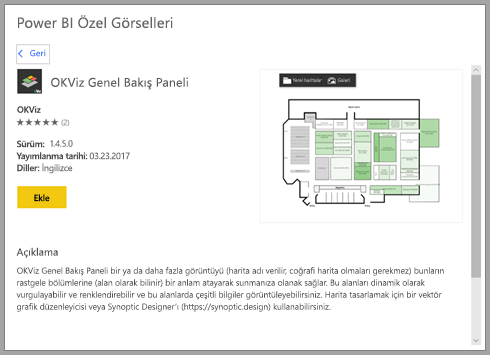 Power BI Özel Görselleri
Geri
OKViz Genel Bakış Paneli
OKViz
(2)
Sürüm: 1.4.5.0
Yayımlanma tarihi: 03.23.2017
Diller: İngilizce
Ekle
Yerel haritalar Galeri
Açıklama
OKViz Genel Bakış Paneli bir ya da daha fazla görüntüyü (harita adı verilir, coğrafi harita olmaları gerekmez) bunların
rastgele bölümlerine (alan olarak bilinir) bir anlam atayarak sunmanıza olanak sağlar. Bu alanları dinamik olarak
vurgulayabilir ve renklendirebilir ve bu alanlarda çeşitli bilgiler görüntüleyebilirsiniz. Harita tasarlamak için bir vektör
grafik düzenleyicisi veya Synoptic Designer'ı (https://synoptic.design) kullanabilirsiniz.